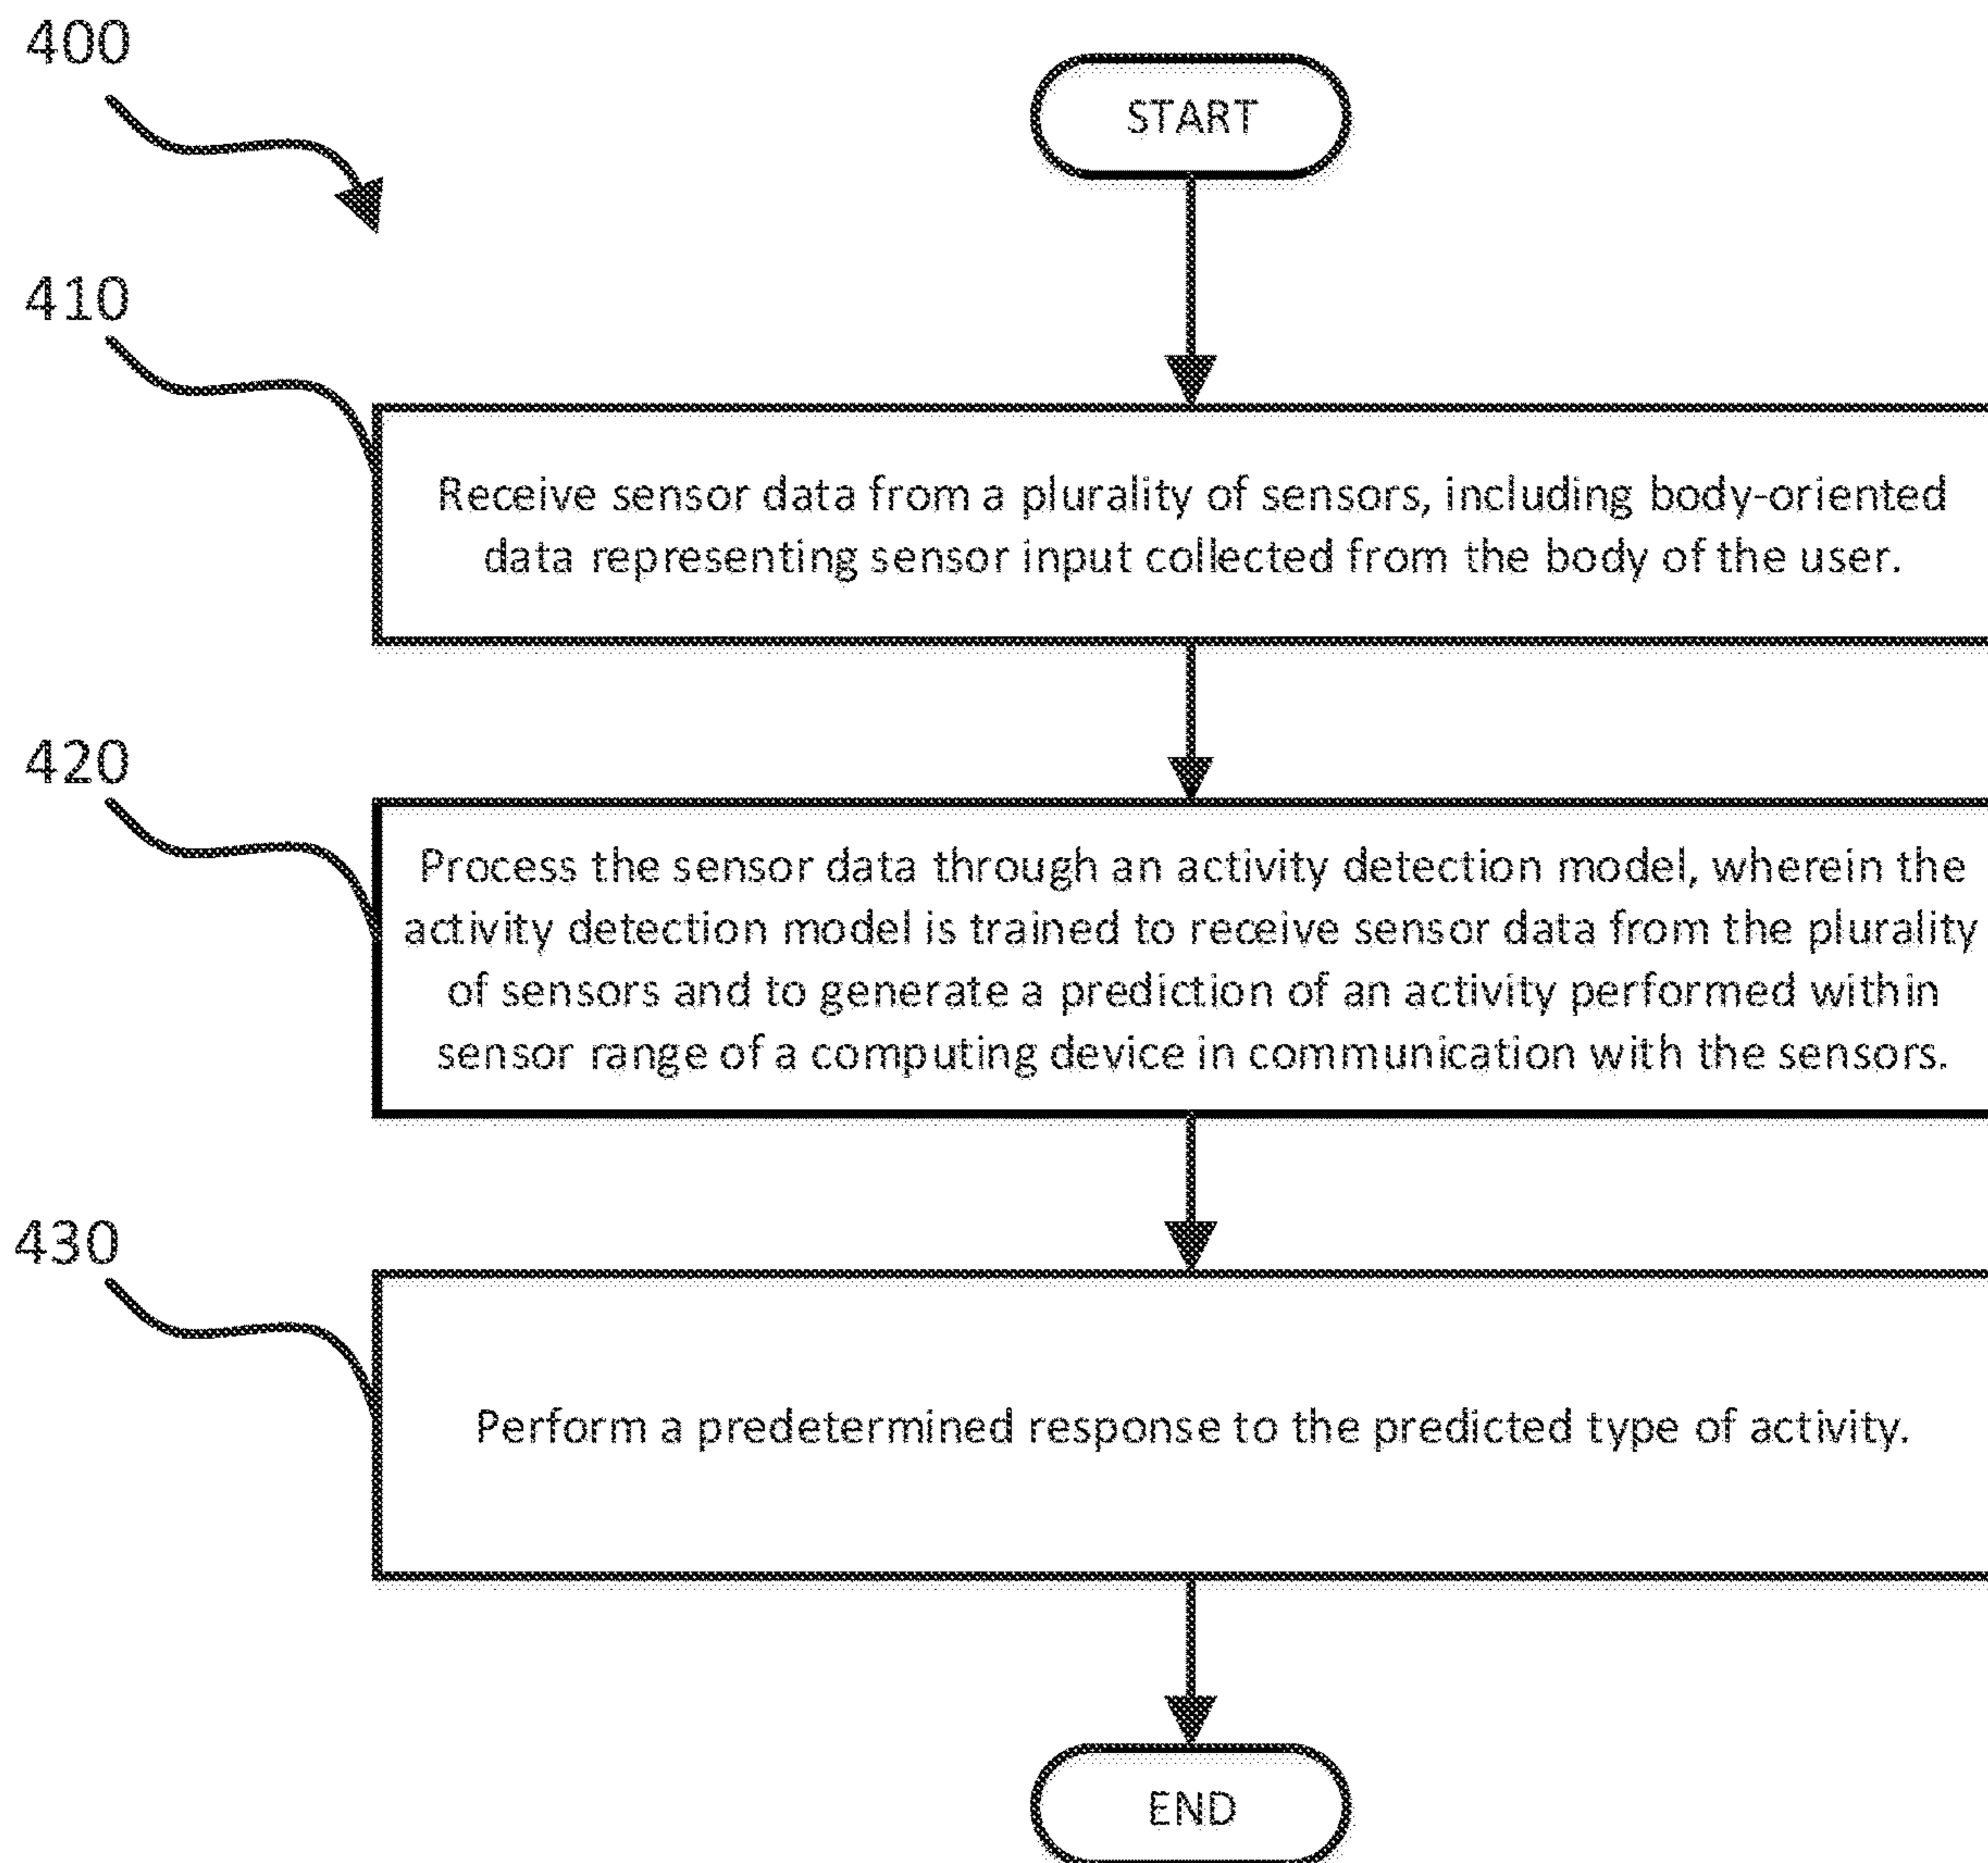 400
START
410
Receive sensor data from a plurality of sensors, including body-oriented
data representing sensor input collected from the body of the user.
420
Process the sensor data through an activity detection model, wherein the
activity detection model is trained to receive sensor data from the plurality
of sensors and to generate a prediction of an activity performed within
sensor range of a computing device in communication with the sensors.
430
Perform a predetermined response to the predicted type of activity.
END